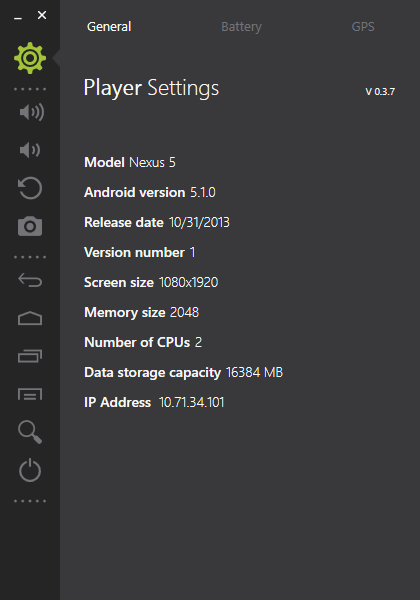 General Battery GPS
Player Settings V 0.3.7
Model Nexus 5
Android version 5.1.0
Release date 10/31/2013
Version number 1
Screen size 1080x1920
Memory size 2048
Number of CPUs 2
Data storage capacity 16384 MB
IP Address 10.71.34.101